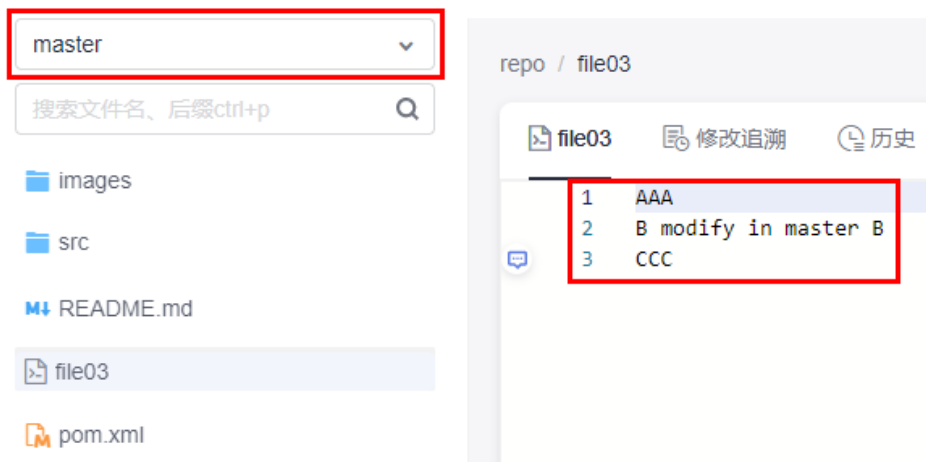 master
搜索文件名、后缀ctrl+p
images
src
M↓ README.md
file03
pom.xml
repo / file03
file03 修改追溯 历史
1 AAA
2 B modify in master B
3 CCC